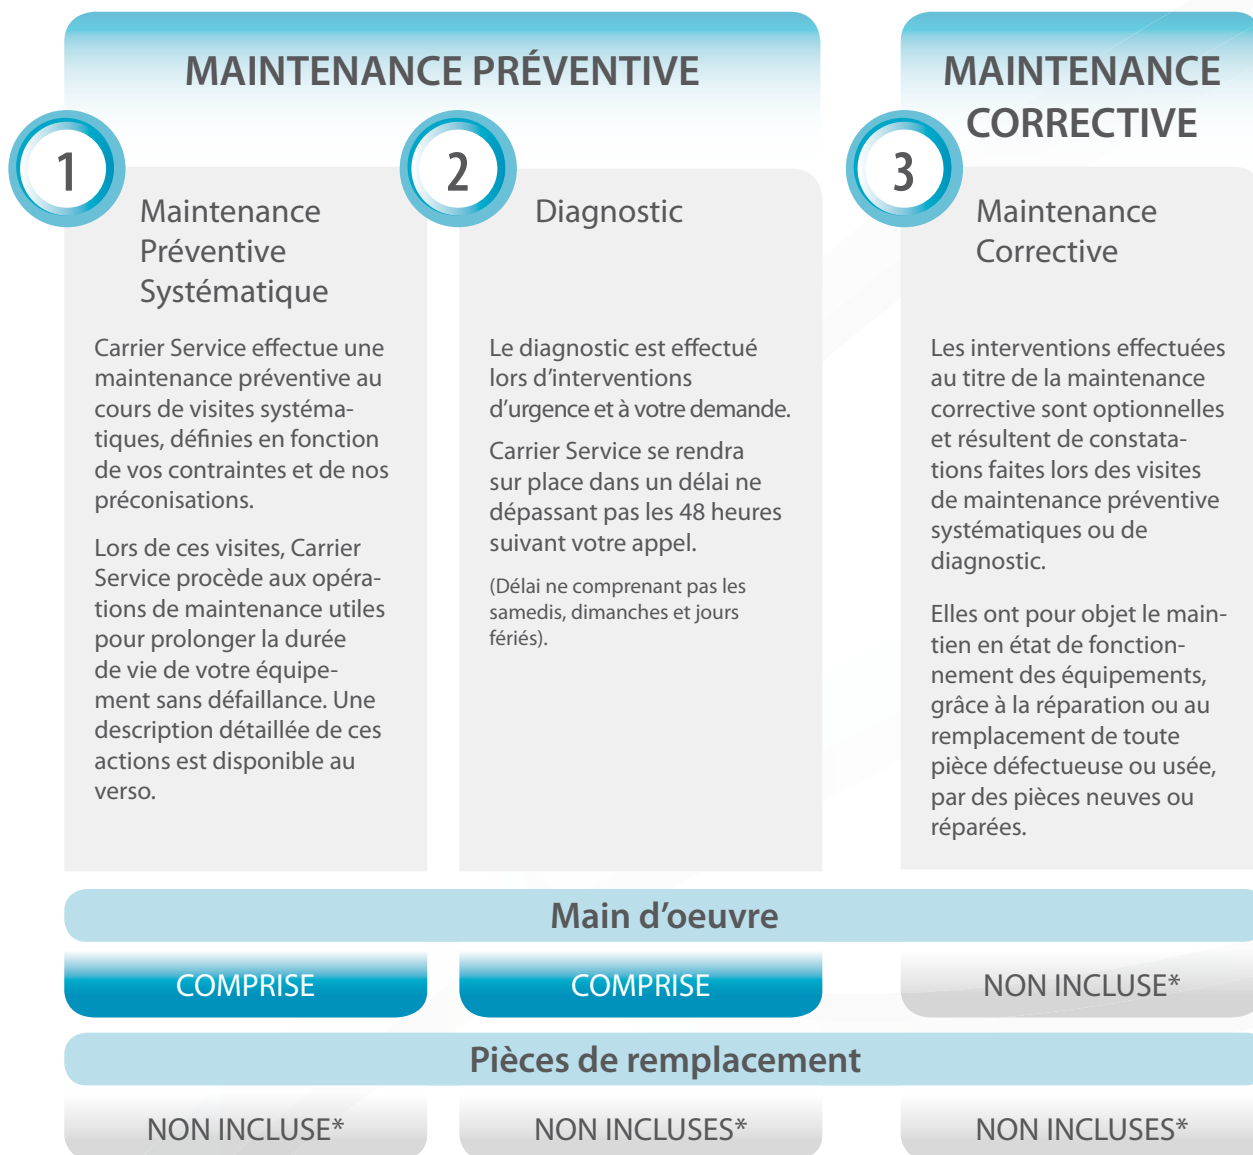 MAINTENANCE PRÉVENTIVE
MAINTENANCE
CORRECTIVE
1
Maintenance
Préventive
Systématique
Carrier Service effectue une
maintenance préventive au
cours de visites systéma-
tiques, définies en fonction
de vos contraintes et de nos
préconisations.
Lors de ces visites, Carrier
Service procède aux opéra-
tions de maintenance utiles
pour prolonger la durée
de vie de votre équipe-
ment sans défaillance. Une
description détaillée de ces
actions est disponible au
verso.
2
Diagnostic
Le diagnostic est effectué
lors d’interventions
d’urgence et à votre demande.
Carrier Service se rendra
sur place dans un délai ne
dépassant pas les 48 heures
suivant votre appel.
(Délai ne comprenant pas les
samedis, dimanches et jours
fériés).
3
Maintenance
Corrective
Les interventions effectuées
au titre de la maintenance
corrective sont optionnelles
et résultent de constata-
tions faites lors des visites
de maintenance préventive
systématiques ou de
diagnostic.
Elles ont pour objet le main-
tien en état de fonction-
nement des équipements,
grâce à la réparation ou au
remplacement de toute
pièce défectueuse ou usée,
par des pièces neuves ou
réparées.
Main d’oeuvre
COMPRISE
COMPRISE
NON INCLUSE*
Pièces de remplacement
NON INCLUSE*
NON INCLUSES*
NON INCLUSES*